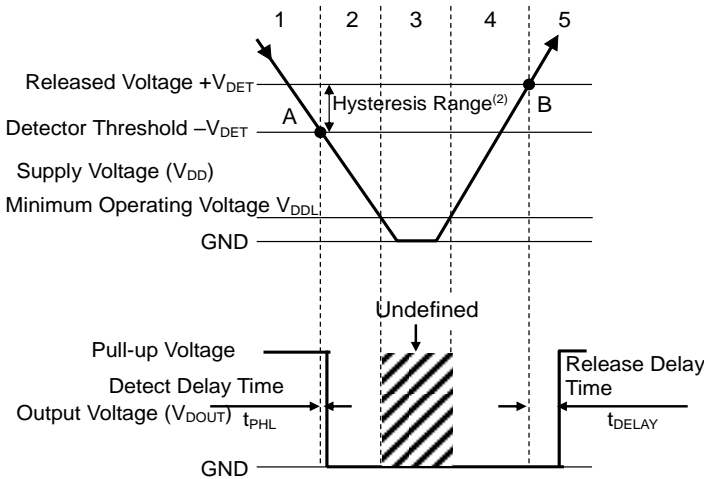 1 2 3 4 5
Released Voltage +VDET
Hysteresis Range(2)
A
B
Detector Threshold –VDET
Supply Voltage (VDD)
Minimum Operating Voltage VDDL
GND
Undefined
Pull-up Voltage
Release Delay
Time
Detect Delay Time
Output Voltage (VDOUT)
tPHL
tDELAY
GND